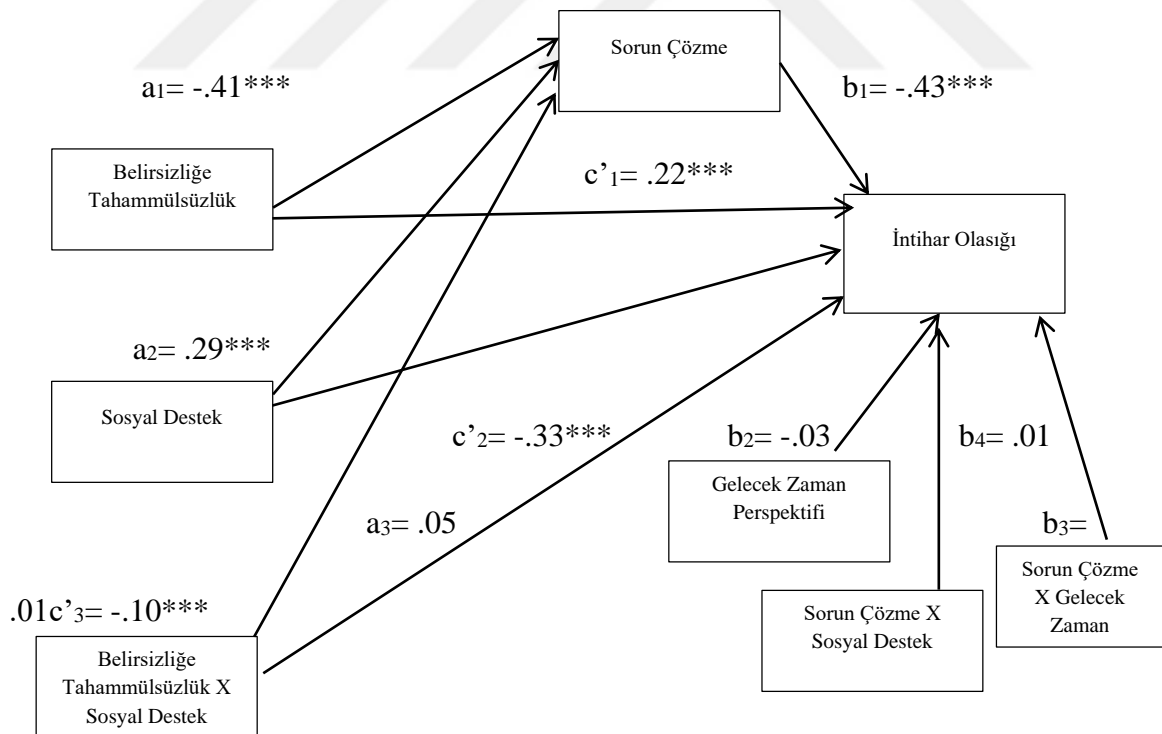 Sorun Çözme
a1= -.41***
b1= -.43***
Belirsizliğe
Tahammülsüzlük
c’1= .22***
İntihar Olasığı
a2= .29***
Sosyal Destek
c’2= -.33***
b2= -.03
b4= .01
Gelecek Zaman
Perspektifi
a3= .05
b3=
Sorun Çözme
X Gelecek
Zaman
Sorun Çözme X
Sosyal Destek
.01c’3= -.10***
Belirsizliğe
Tahammülsüzlük X
Sosyal Destek